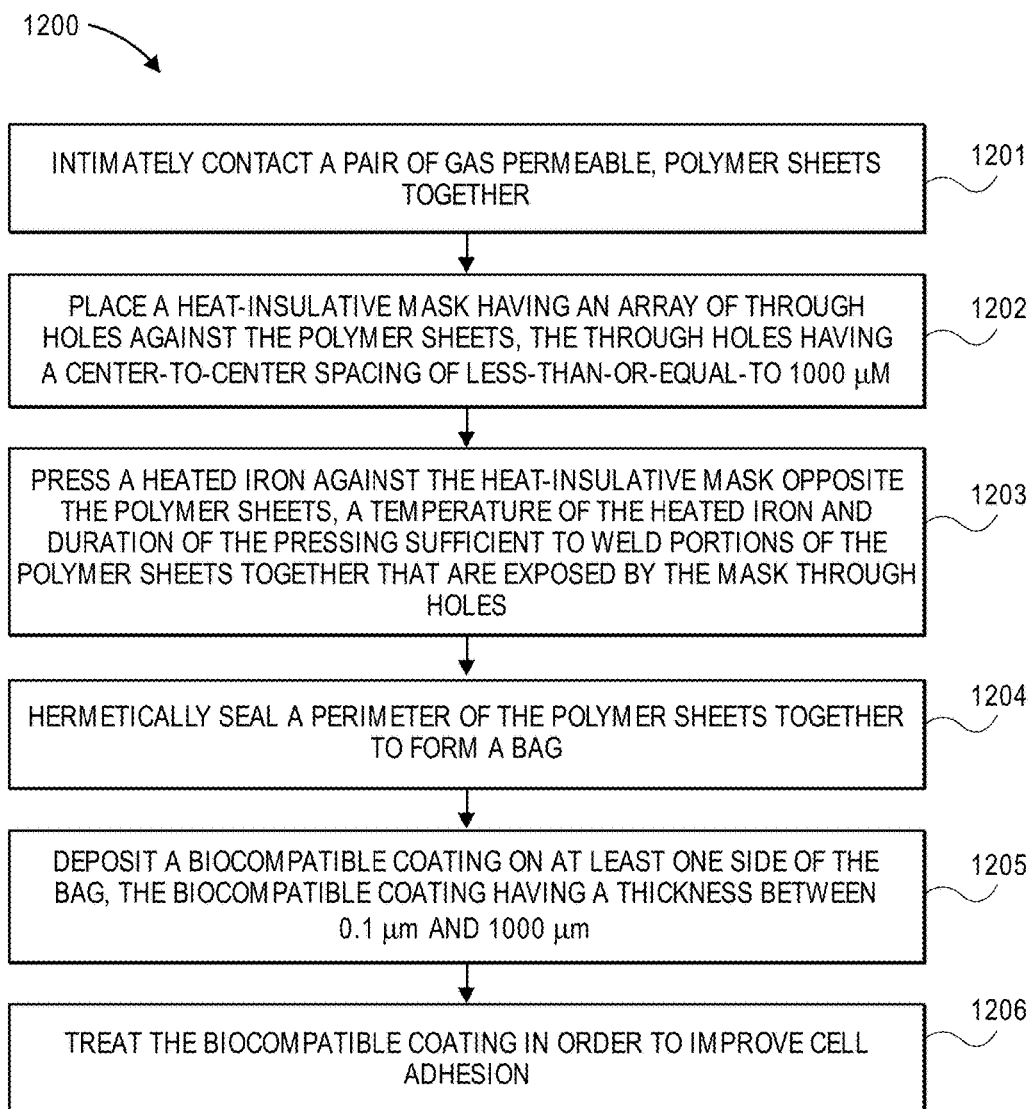 1200
INTIMATELY CONTACT A PAIR OF GAS PERMEABLE, POLYMER SHEETS
TOGETHER
1201
PLACE A HEAT-INSULATIVE MASK HAVING AN ARRAY OF THROUGH
HOLES AGAINST THE POLYMER SHEETS, THE THROUGH HOLES HAVING
A CENTER-TO-CENTER SPACING OF LESS-THAN-OR-EQUAL-TO 1000 μM
1202
PRESS A HEATED IRON AGAINST THE HEAT-INSULATIVE MASK OPPOSITE
THE POLYMER SHEETS, A TEMPERATURE OF THE HEATED IRON AND
DURATION OF THE PRESSING SUFFICIENT TO WELD PORTIONS OF THE
POLYMER SHEETS TOGETHER THAT ARE EXPOSED BY THE MASK THROUGH
HOLES
1203
HERMETICALLY SEAL A PERIMETER OF THE POLYMER SHEETS TOGETHER
TO FORM A BAG
1204
DEPOSIT A BIOCOMPATIBLE COATING ON AT LEAST ONE SIDE OF THE
BAG, THE BIOCOMPATIBLE COATING HAVING A THICKNESS BETWEEN
0.1 μm AND 1000 μm
1205
TREAT THE BIOCOMPATIBLE COATING IN ORDER TO IMPROVE CELL
ADHESION
1206